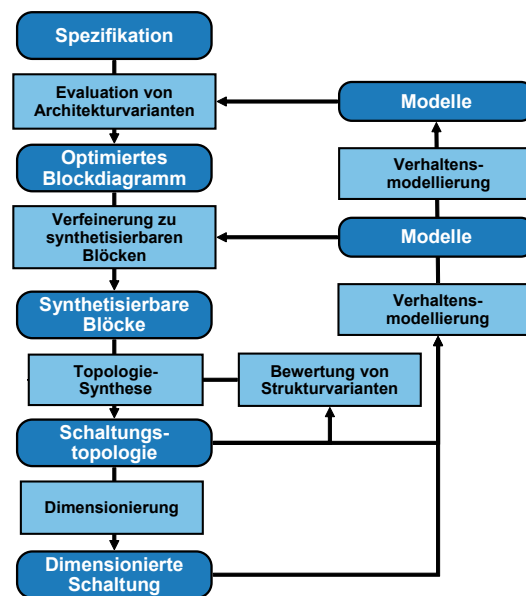 Spezifikation
Evaluation von
Architekturvarianten
Modelle
Optimiertes
Blockdiagramm
Verhaltens-
modellierung
Verfeinerung zu
synthetisierbaren
Blöcken
Modelle
Synthetisierbare
Blöcke
Verhaltens-
modellierung
Topologie-
Synthese
Bewertung von
Strukturvarianten
Schaltungs-
topologie
Dimensionierung
Dimensionierte
Schaltung